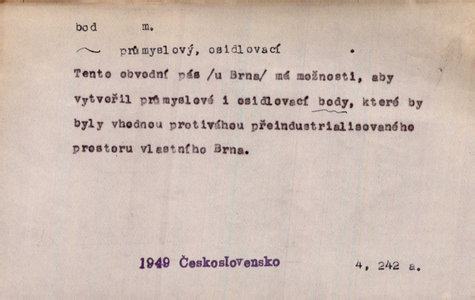 bod m.
průmyslový, osidlovací .
Tento obvodní pás /u Brna/ má možnosti, aby
vytvořil průmyslové i osidlovací body, které by
byly vhodnou protiváhou přeindustrialisovaného
prostoru vlastního Brna.
1949 Československo 4, 242 a.